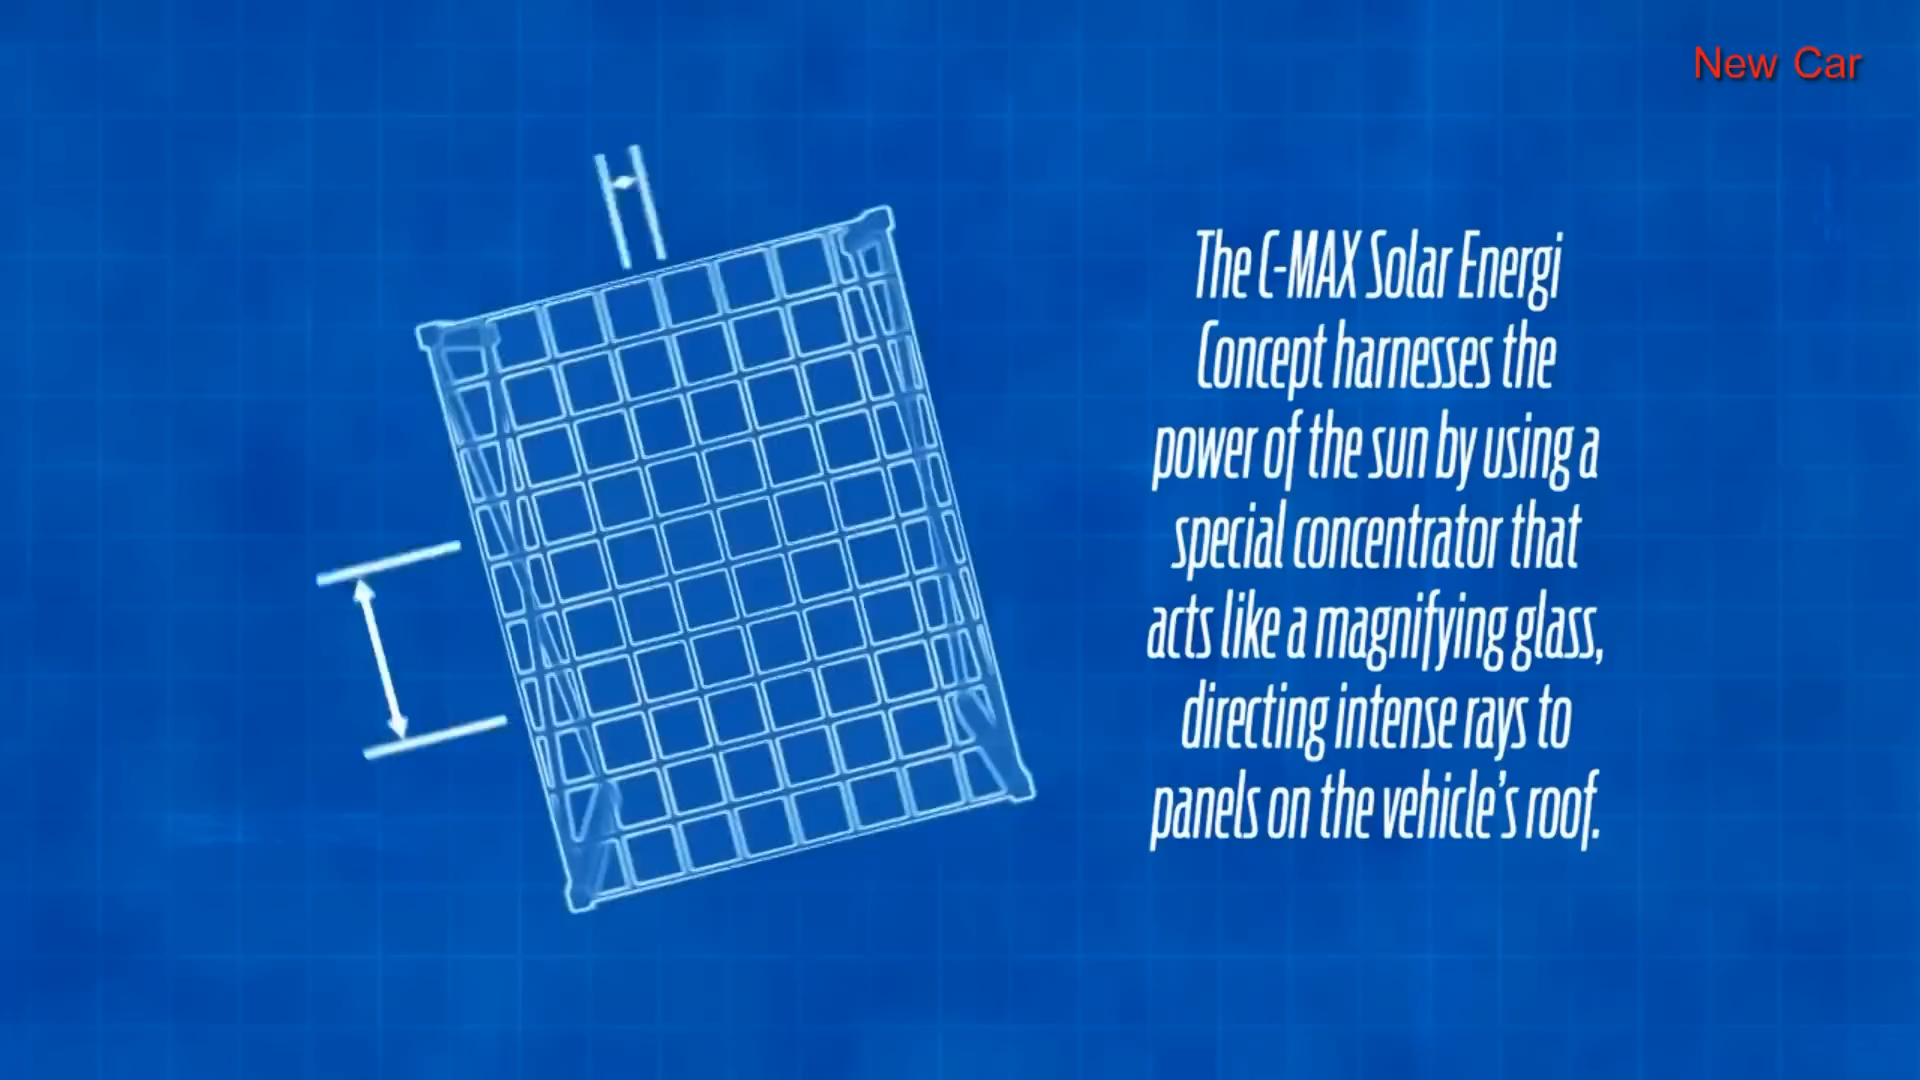 New Car
The C-MAX Solar Energi
Concept harnesses the
power of the sun by using a
special concentrator that
acts like a magnifying glass,
directing intense rays to
panels on the vehicle's roof.